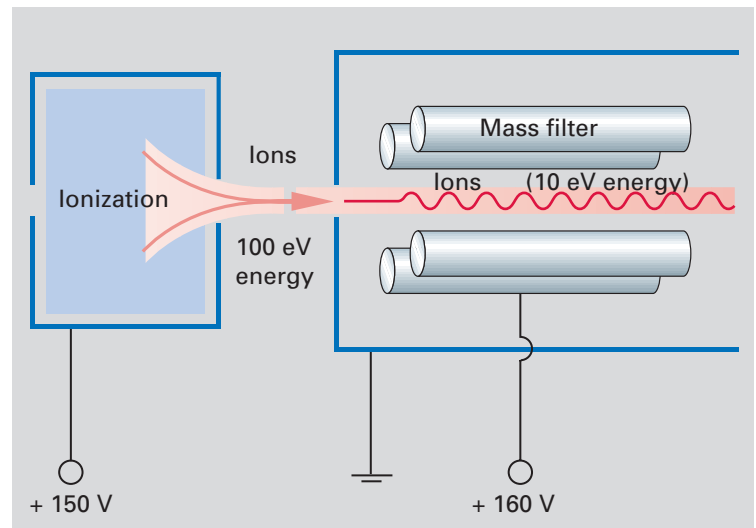 Mass filter
Ions
Ions (10 eV energy)
Ionization
100 eV
energy
+ 150 V
+ 160 V